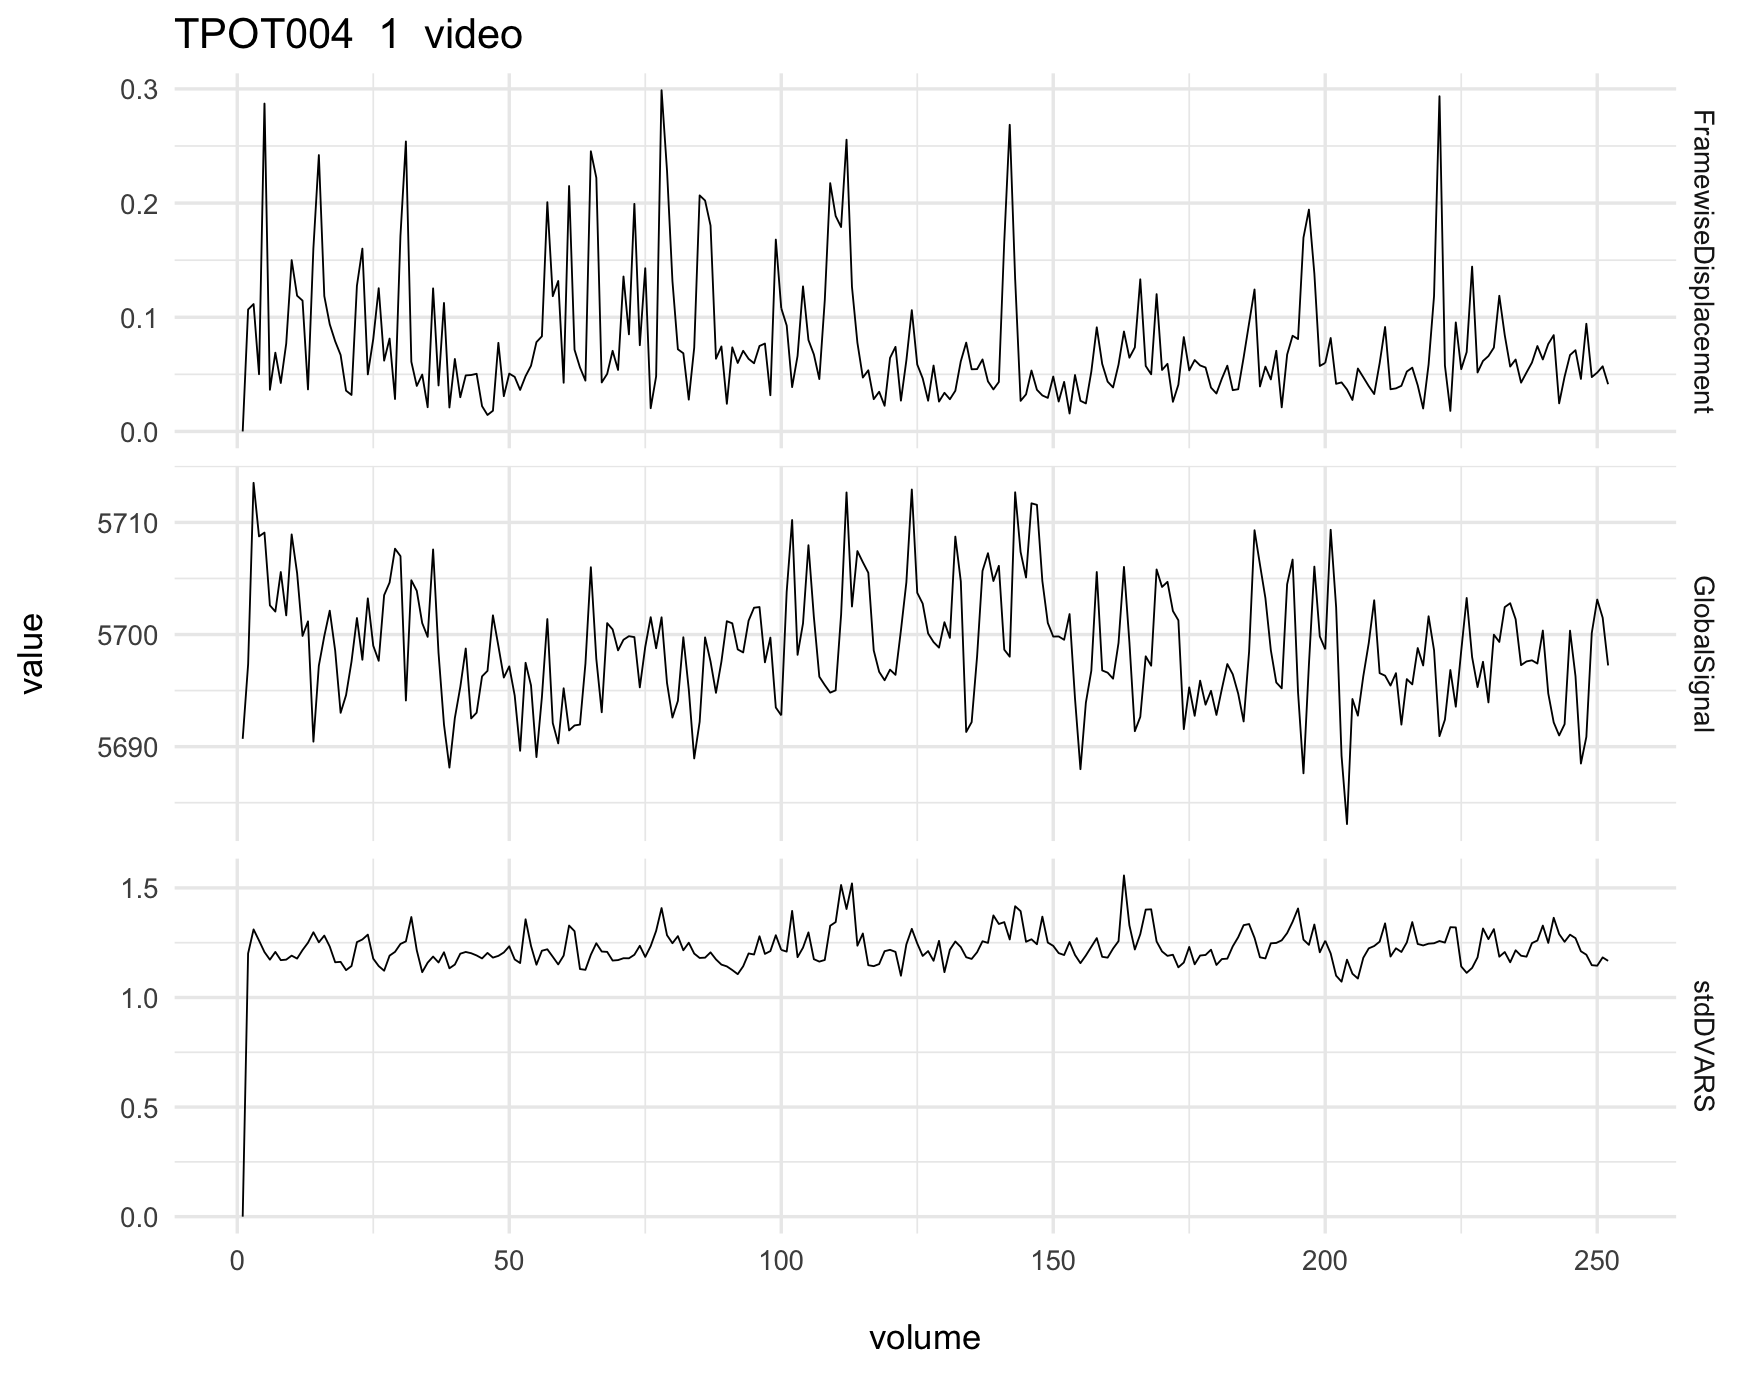 TPOT004  1  video
0.3
0.2
0.1
0.0
FramewiseDisplacement
5710
5700
5690
GlobalSignal
1.5
1.0
0.5
0.0
stdDVARS
value
0 50 100 150 200 250
volume